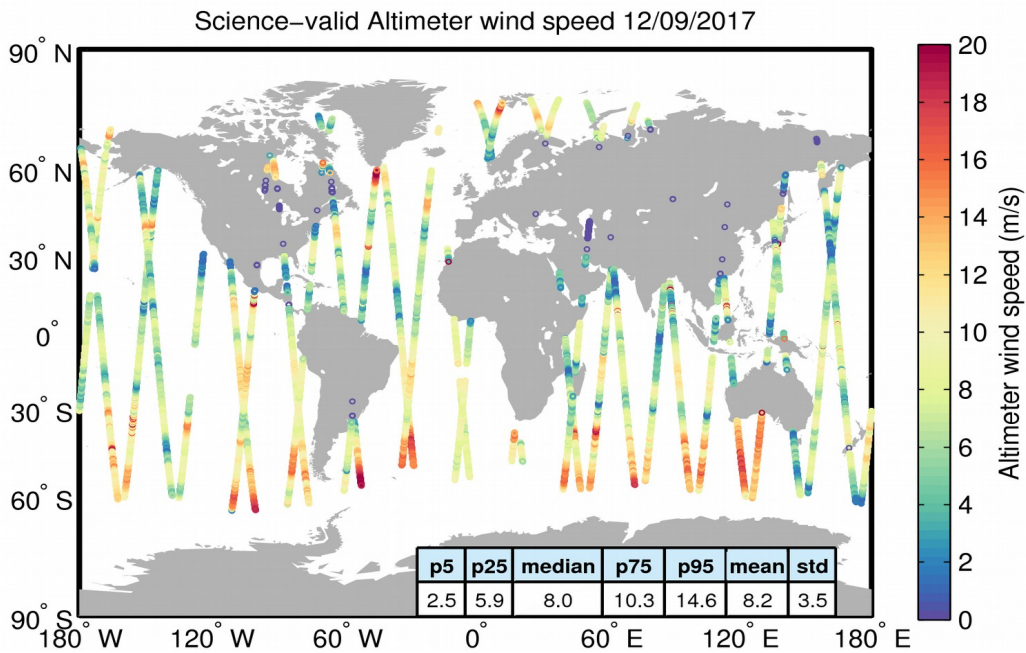 Science−valid Altimeter wind speed 12/09/2017
90° N
60° N
30° N
0°
30° S
60° S
90° S
180° W 120° W 60° W 0° 60° E 120° E 180° E
p5 p25 median p75 p95 mean std
2.5 5.9 8.0 10.3 14.6 8.2 3.5
20
18
16
14
12
10
8
6
4
2
0
Altimeter wind speed (m/s)